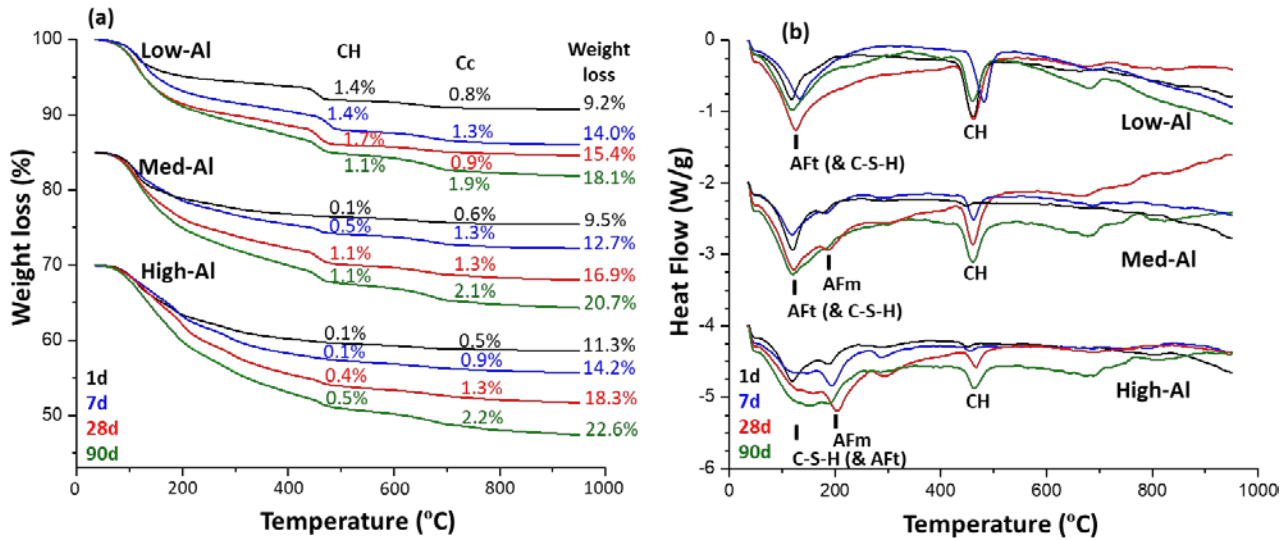 (a)
Low-Al
CH
Cc
Weight
loss
1.4%
0.8%
9.2%
1.4%
1.3%
14.0%
1.7%
0.9%
15.4%
1.1%
1.9%
18.1%
Med-Al
0.1%
0.6%
9.5%
0.5%
1.3%
12.7%
1.1%
1.3%
16.9%
1.1%
2.1%
20.7%
High-Al
0.1%
0.5%
11.3%
0.1%
0.9%
14.2%
0.4%
1.3%
18.3%
0.5%
2.2%
22.6%
1d
7d
28d
90d
100
90
80
70
60
50
Weight loss (%)
0 200 400 600 800 1000
Temperature (°C)
(b)
0
-1
-2
-3
-4
-5
-6
Heat Flow (W/g)
CH
Low-Al
AFt (& C-S-H)
AFm
AFt (& C-S-H)
CH
Med-Al
CH
High-Al
AFm
C-S-H (& AFt)
1d
7d
28d
90d
0 200 400 600 800 1000
Temperature (°C)